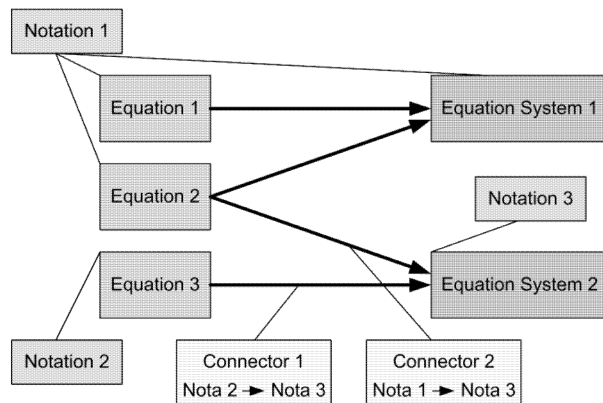 Notation 1
Equation 1
Equation System 1
Equation 2
Notation 3
Equation 3
Equation System 2
Notation 2
Connector 1
Nota 2 → Nota 3
Connector 2
Nota 1 → Nota 3